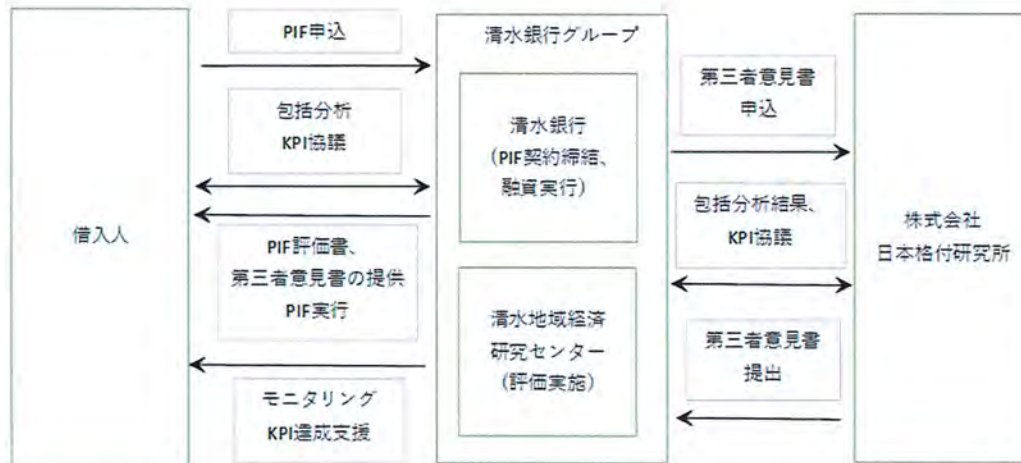 借入人
PIF申込
包括分析
KPI協議
PIF評価書、
第三者意見書の提供
PIF実行
モニタリング
KPI達成支援
清水銀行グループ
清水銀行
（PIF契約締結、
融資実行）
清水地域経済
研究センター
（評価実施）
第三者意見書
申込
包括分析結果、
KPI協議
第三者意見書
提出
株式会社
日本格付研究所